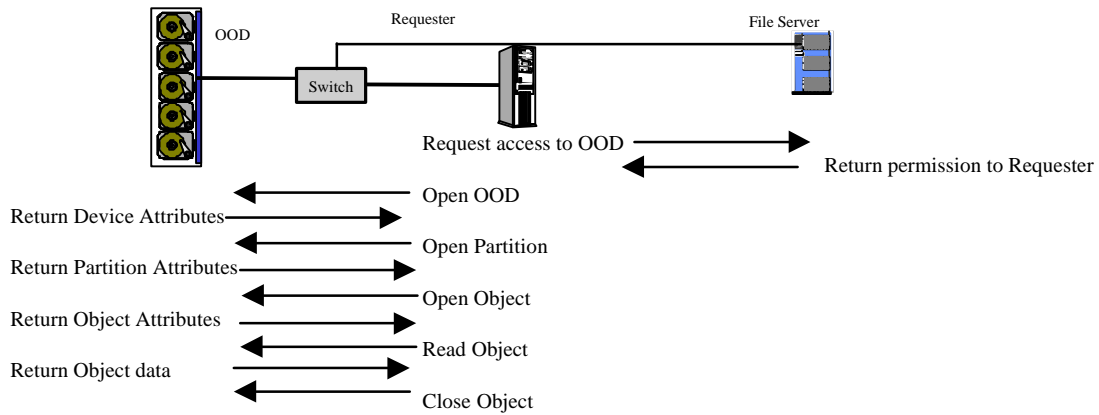 OOD
Requester
File Server
Switch
Request access to OOD
Return permission to Requester
Open OOD
Return Device Attributes
Open Partition
Return Partition Attributes
Open Object
Return Object Attributes
Read Object
Return Object data
Close Object